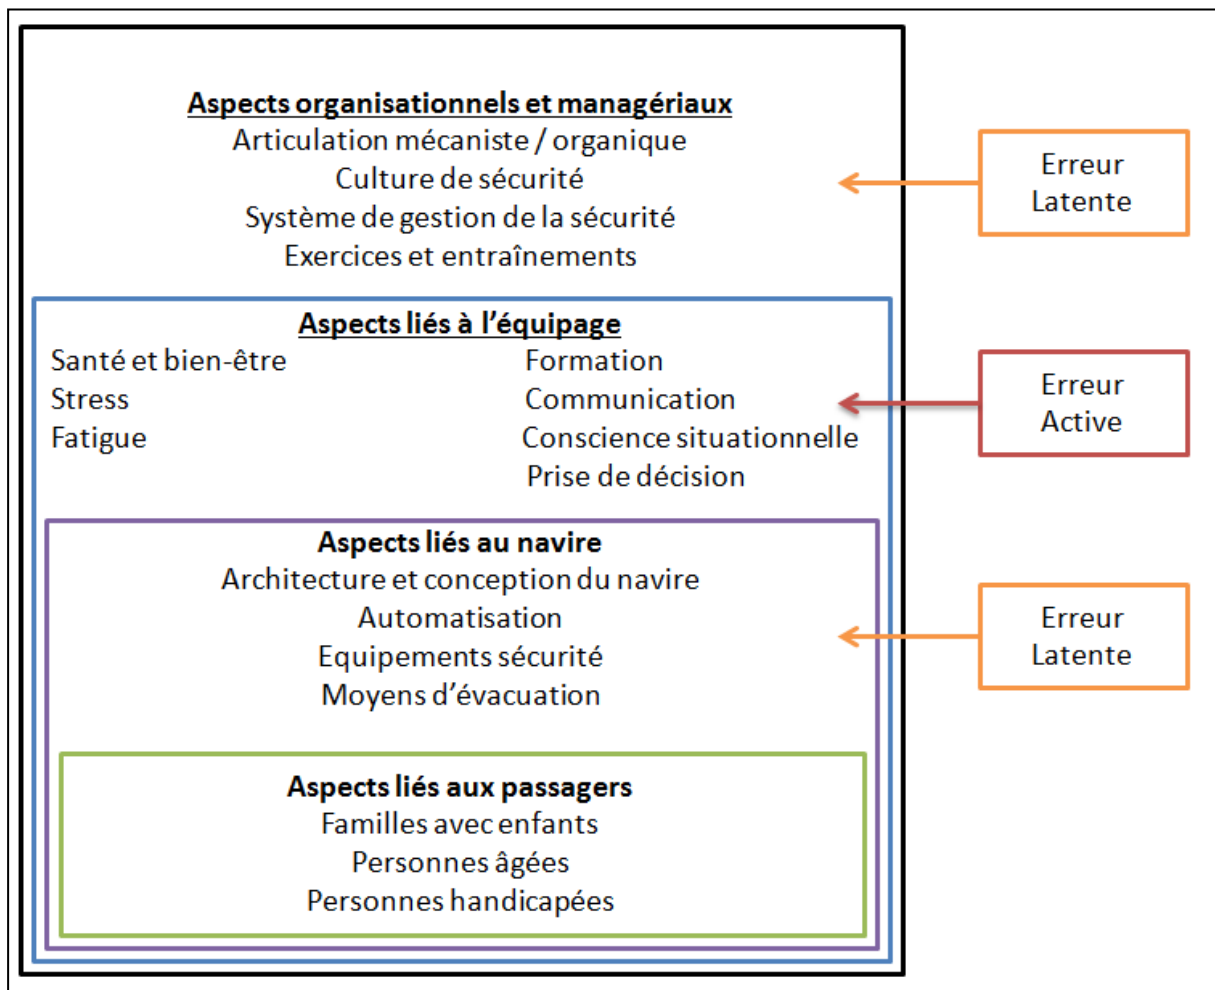 Aspects organisationnels et managériaux
Articulation mécaniste / organique
Culture de sécurité
Système de gestion de la sécurité
Exercices et entraînements
Erreur
Latente
Aspects liés à l’équipage
Santé et bien-être
Stress
Fatigue
Formation
Communication
Conscience situationnelle
Prise de décision
Erreur
Active
Aspects liés au navire
Architecture et conception du navire
Automatisation
Equipements sécurité
Moyens d’évacuation
Erreur
Latente
Aspects liés aux passagers
Familles avec enfants
Personnes âgées
Personnes handicapées